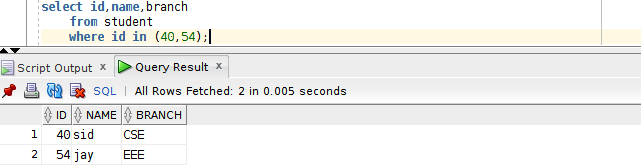 select id,name,branch
from student
where id in (40,54);
Script Output x Query Result x
SQL | All Rows Fetched: 2 in 0.005 seconds
ID NAME BRANCH
1 40 sid CSE
2 54 jay EEE